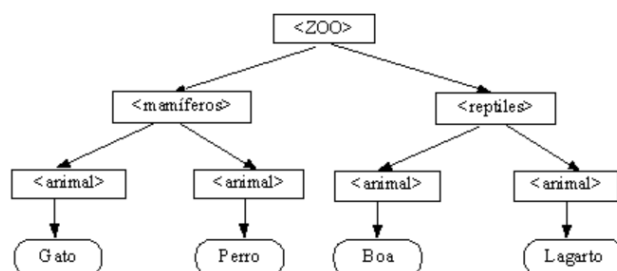 <ZOO>
<mamíferos> <reptiles>
<animal> <animal> <animal> <animal>
Gato Perro Boa Lagarto